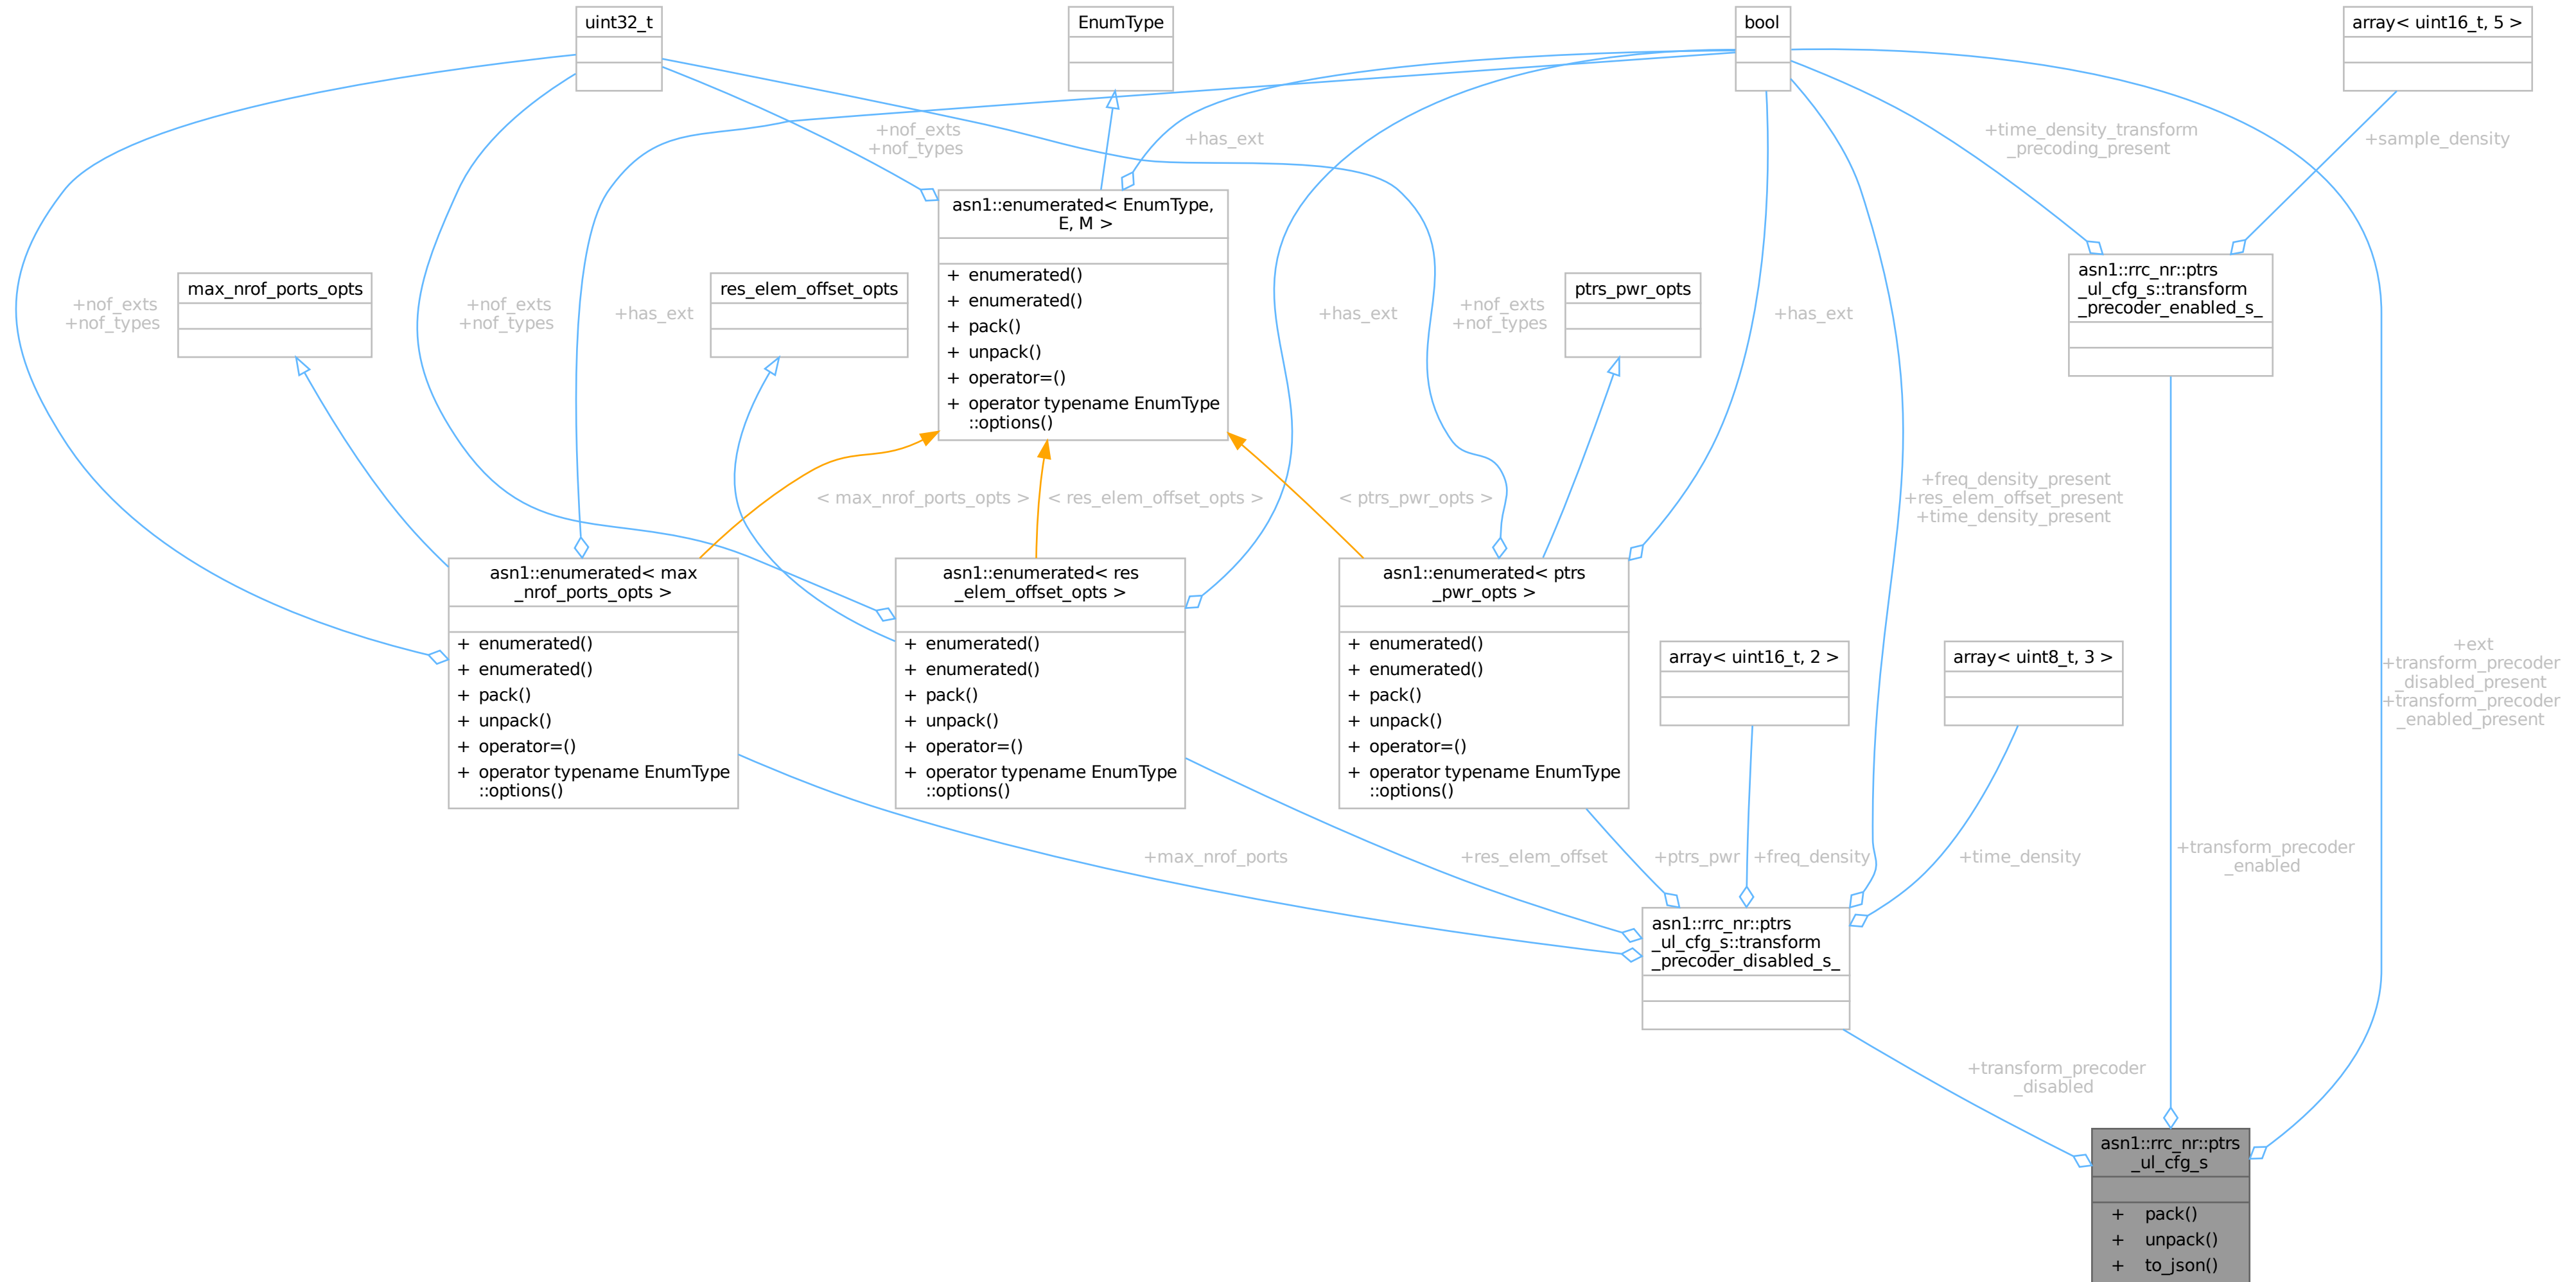 uint32_t
EnumType
bool
array< uint16_t, 5 >
+nof_exts
+nof_types
+has_ext
+time_density_transform
_precoding_present
+sample_density
asn1::enumerated< EnumType,
E, M >
+ enumerated()
+ enumerated()
+ pack()
+ unpack()
+ operator=()
+ operator typename EnumType
::options()
asn1::rrc_nr::ptrs
_ul_cfg_s::transform
_precoder_enabled_s_
+nof_exts
+nof_types
max_nrof_ports_opts
+nof_exts
+nof_types
+has_ext
res_elem_offset_opts
+has_ext
+nof_exts
+nof_types
ptrs_pwr_opts
+has_ext
< max_nrof_ports_opts >
< res_elem_offset_opts >
< ptrs_pwr_opts >
+freq_density_present
+res_elem_offset_present
+time_density_present
asn1::enumerated< max
_nrof_ports_opts >
+ enumerated()
+ enumerated()
+ pack()
+ unpack()
+ operator=()
+ operator typename EnumType
::options()
asn1::enumerated< res
_elem_offset_opts >
+ enumerated()
+ enumerated()
+ pack()
+ unpack()
+ operator=()
+ operator typename EnumType
::options()
asn1::enumerated< ptrs
_pwr_opts >
+ enumerated()
+ enumerated()
+ pack()
+ unpack()
+ operator=()
+ operator typename EnumType
::options()
array< uint16_t, 2 >
array< uint8_t, 3 >
+ext
+transform_precoder
_disabled_present
+transform_precoder
_enabled_present
+max_nrof_ports
+res_elem_offset
+ptrs_pwr
+freq_density
+time_density
+transform_precoder
_enabled
asn1::rrc_nr::ptrs
_ul_cfg_s::transform
_precoder_disabled_s_
+transform_precoder
_disabled
asn1::rrc_nr::ptrs
_ul_cfg_s
+ pack()
+ unpack()
+ to_json()